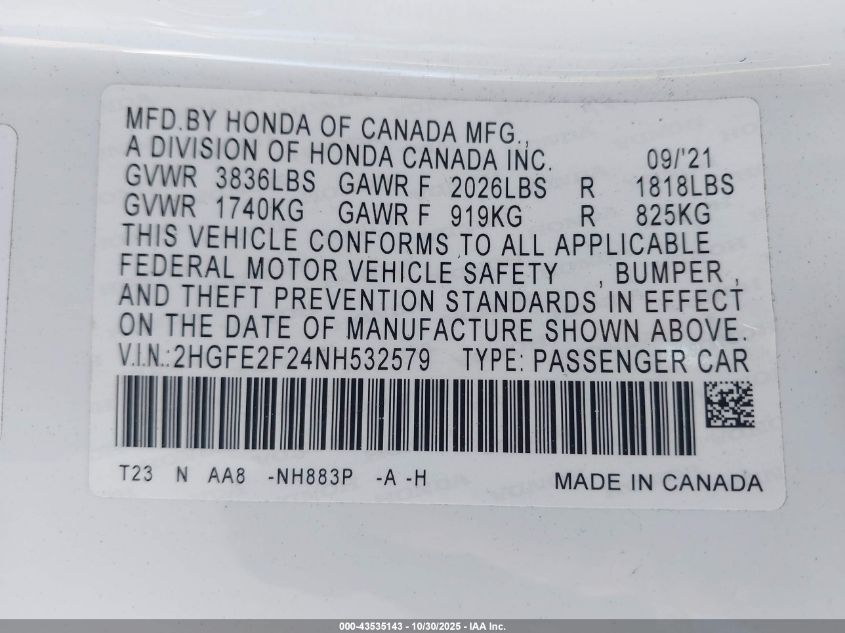 MFD.BY HONDA OF CANADA MFG.,
A DIVISION OF HONDA CANADA INC. 09/'21
GVWR 3836LBS GAWR F 2026LBS R 1818LBS
GVWR 1740KG GAWR F 919KG R 825KG
THIS VEHICLE CONFORMS TO ALL APPLICABLE
FEDERAL MOTOR VEHICLE SAFETY , BUMPER ,
AND THEFT PREVENTION STANDARDS IN EFFECT
ON THE DATE OF MANUFACTURE SHOWN ABOVE.
V.I.N.:2HGFE2F24NH532579 TYPE: PASSENGER CAR
T23 N AA8 -NH883P -A -H MADE IN CANADA
000-43535143 - 10/30/2025 - IAA Inc.